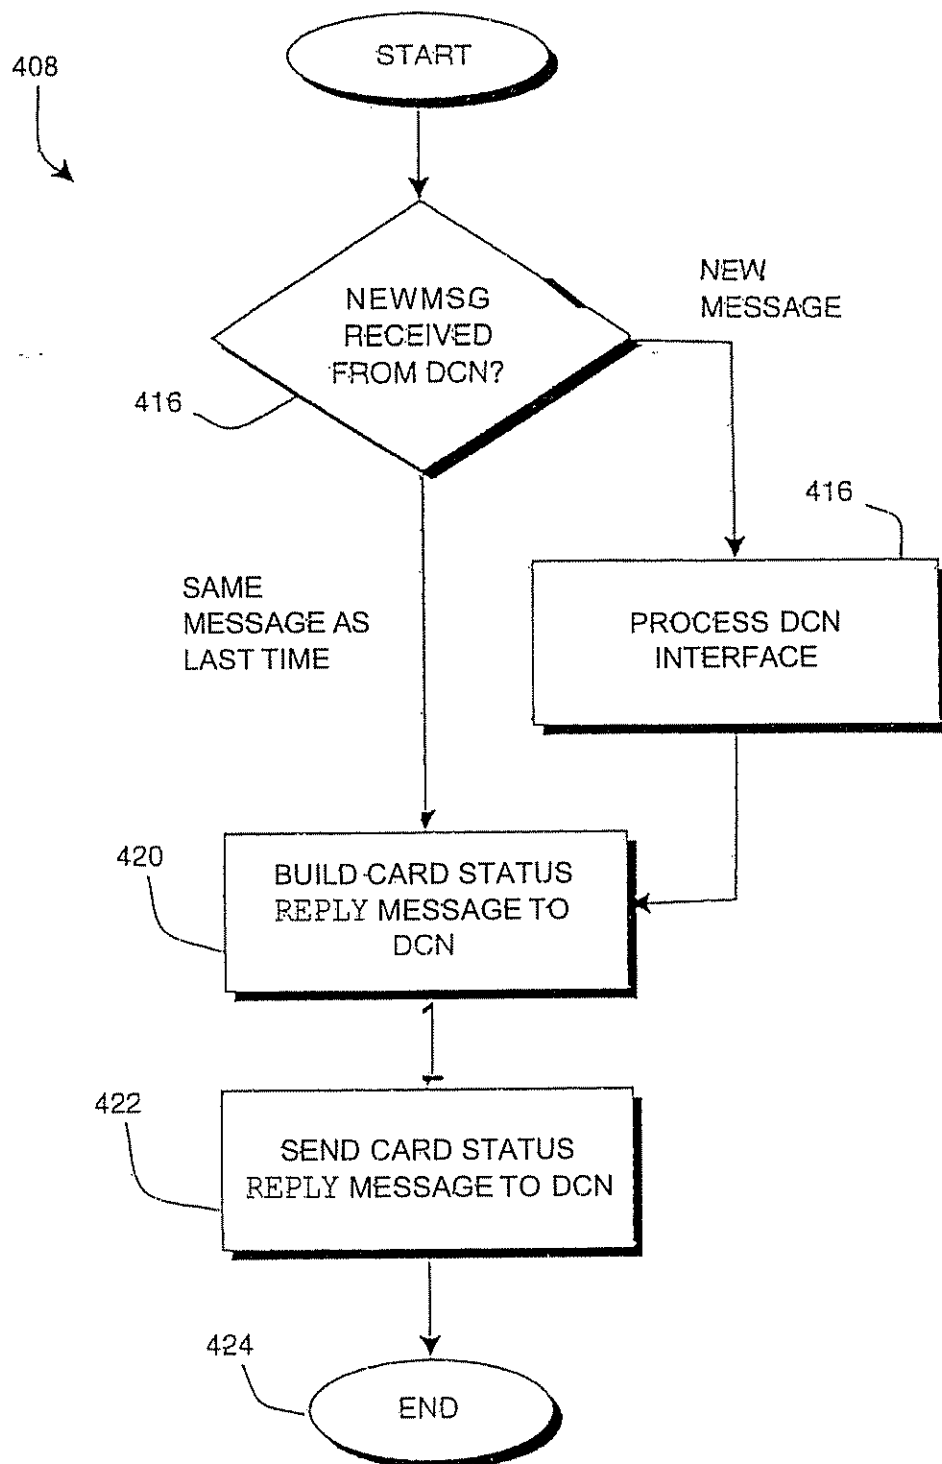 START
408
NEWMSG
RECEIVED
FROM DCN?
NEW
MESSAGE
416
416
SAME
MESSAGE AS
LAST TIME
PROCESS DCN
INTERFACE
420
BUILD CARD STATUS
REPLY MESSAGE TO
DCN
422
SEND CARD STATUS
REPLY MESSAGE TO DCN
424
END